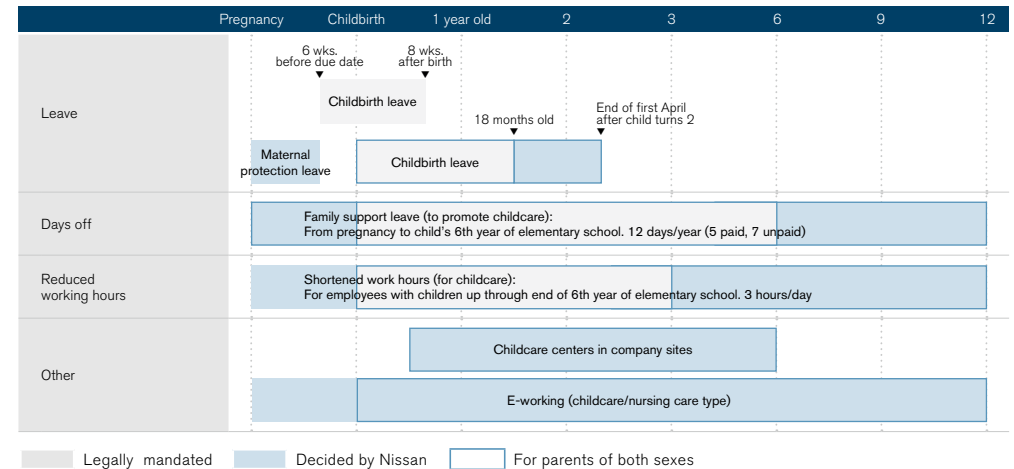 Pregnancy Childbirth 1 year old 2 3 6 9 12
6 wks.
before due date
8 wks.
after birth
Leave
Childbirth leave
18 months old
End of first April
after child turns 2
Maternal
protection leave
Childbirth leave
Days off
Family support leave (to promote childcare):
From pregnancy to child's 6th year of elementary school. 12 days/year (5 paid, 7 unpaid)
Reduced
working hours
Shortened work hours (for childcare):
For employees with children up through end of 6th year of elementary school. 3 hours/day
Other
Childcare centers in company sites
E-working (childcare/nursing care type)
Legally mandated Decided by Nissan For parents of both sexes